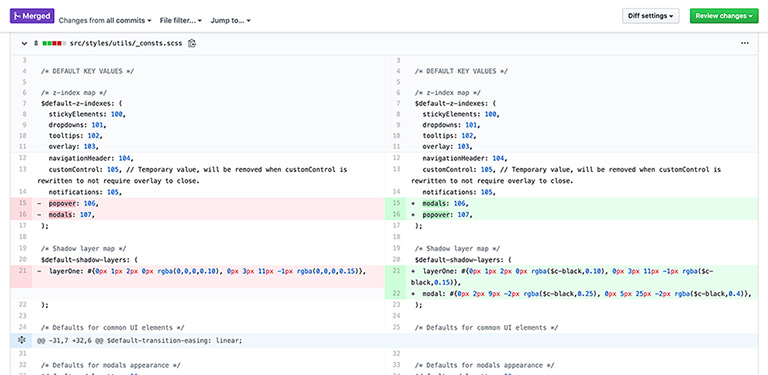 Merged
Changes from all commits
File filter...
Jump to...
Diff settings
Review changes
8 src/styles/utils/_consts.scss
3
4 /* DEFAULT KEY VALUES */
5
6 /* z-index map */
7 $default-z-indexes: (
8 stickyElements: 100,
9 dropdowns: 101,
10 tooltips: 102,
11 overlay: 103,
12 navigationHeader: 104,
13 customControl: 105, // Temporary value, will be removed when customControl is
rewritten to not require overlay to close.
14 notifications: 105,
15 - popover: 106,
16 - modals: 107,
17 );
18
19 /* Shadow layer map */
20 $default-shadow-layers: (
21 - layerOne: #{0px 1px 2px 0px rgba(0,0,0,0.10), 0px 3px 11px -1px rgba(0,0,0,0.15)},
22 );
23
24 /* Defaults for common UI elements */
@@ -31,7 +32,6 @@ $default-transition-easing: linear;
31
32 /* Defaults for modals appearance */
3
4 /* DEFAULT KEY VALUES */
5
6 /* z-index map */
7 $default-z-indexes: (
8 stickyElements: 100,
9 dropdowns: 101,
10 tooltips: 102,
11 overlay: 103,
12 navigationHeader: 104,
13 customControl: 105, // Temporary value, will be removed when customControl is
rewritten to not require overlay to close.
14 notifications: 105,
15 + modals: 106,
16 + popover: 107,
17 );
18
19 /* Shadow layer map */
20 $default-shadow-layers: (
21 + layerOne: #{0px 1px 2px 0px rgba($c-black,0.10), 0px 3px 11px -1px rgba($c-
black,0.15)},
22 + modal: #{0px 2px 9px -2px rgba($c-black,0.25), 0px 5px 25px -2px rgba($c-black,0.4)},
23 );
24
25 /* Defaults for common UI elements */
32
33 /* Defaults for modals appearance */